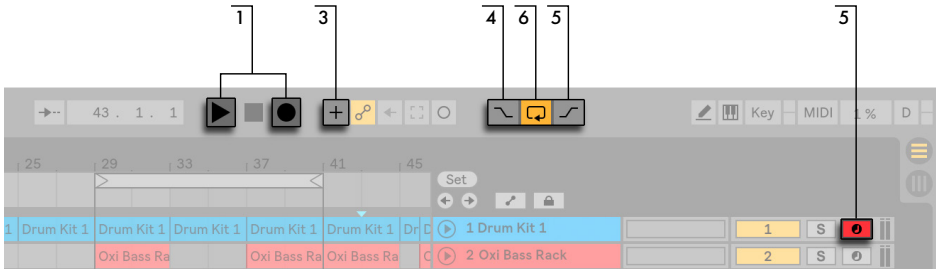 1 3 4 6 5 5
43 . 1 . 1 Key MIDI 1 % D
25 29 33 37 41 45
Set
1 Drum Kit 1 Drum Kit 1 Drum Kit 1 Drum Kit 1 Drum Kit 1 Dr D 1 Drum Kit 1 1 S
Oxi Bass Ra Oxi Bass Ra Oxi Bass Ra C 2 Oxi Bass Rack 2 S